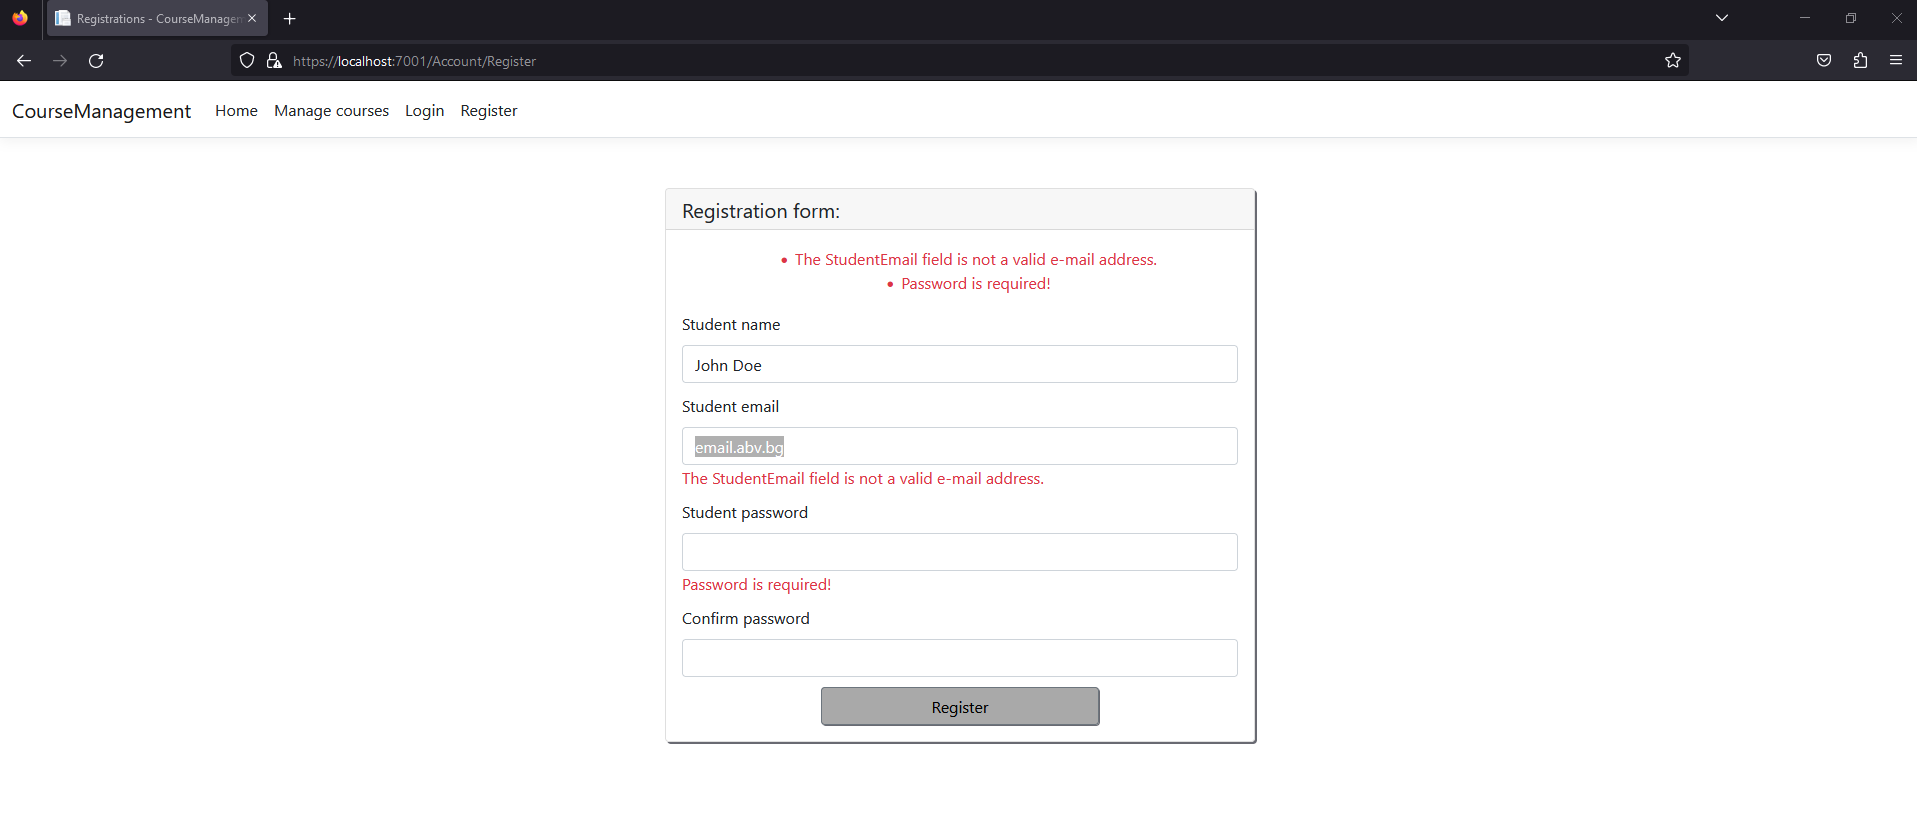 Registrations - CourseManagem
https://localhost:7001/Account/Register
CourseManagement Home Manage courses Login Register
Registration form:
• The StudentEmail field is not a valid e-mail address.
• Password is required!
Student name
John Doe
Student email
email.abv.bg
The StudentEmail field is not a valid e-mail address.
Student password
Password is required!
Confirm password
Register